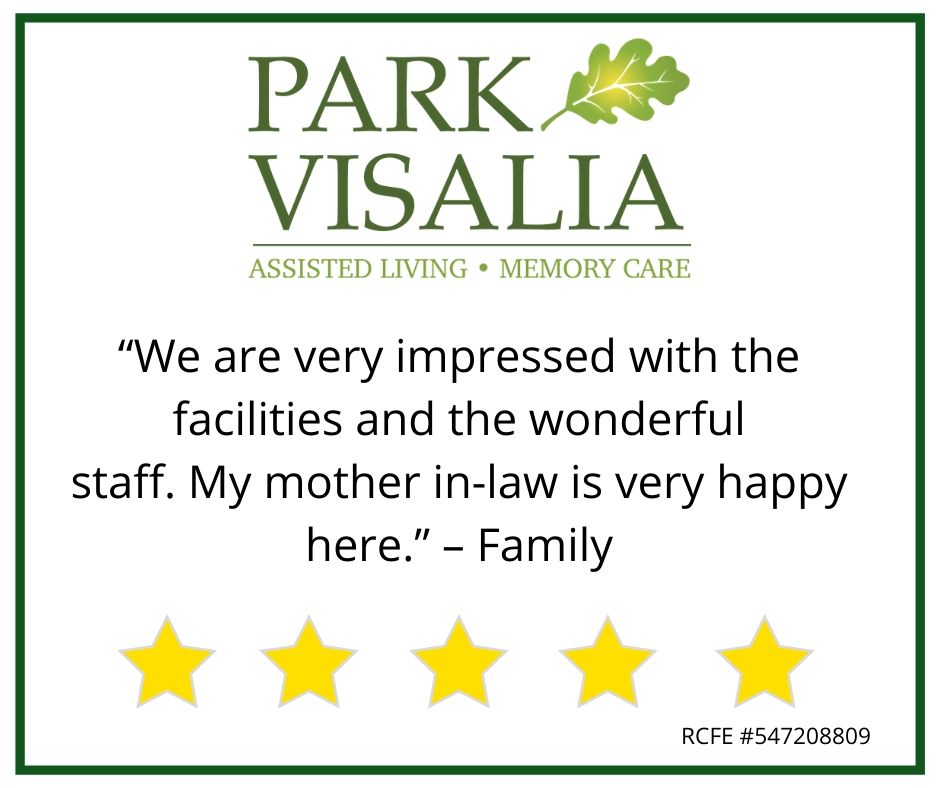 PARK
VISALIA
ASSISTED LIVING • MEMORY CARE
“We are very impressed with the
facilities and the wonderful
staff. My mother in-law is very happy
here.” – Family
RCFE #547208809